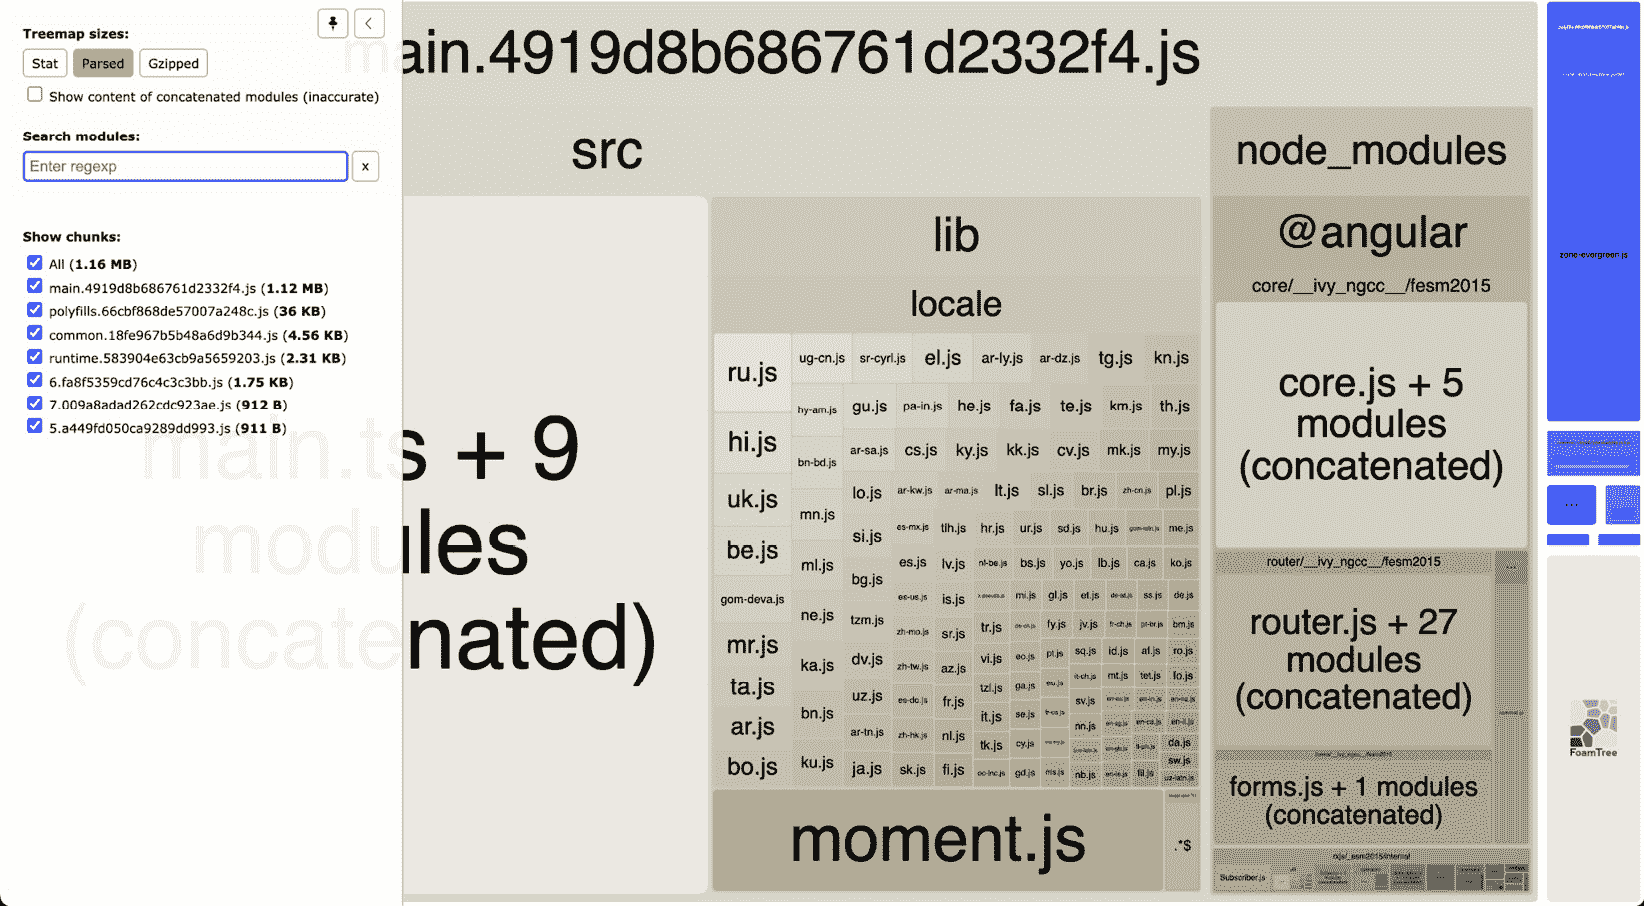 Treemap sizes:
Stat
Parsed
Gzipped
Show content of concatenated modules (inaccurate)
Search modules:
Enter regexp
x
Show chunks:
All (1.16 MB)
main.4919d8b686761d2332f4.js (1.12 MB)
polyfills.66cbf868de57007a248c.js (36 KB)
common.18fe967b5b48a6d9b344.js (4.56 KB)
runtime.583904e63cb9a5659203.js (2.31 KB)
6.fa8f5359cd76c4c3c3bb.js (1.75 KB)
7.009a8adad262cdc923ae.js (912 B)
5.a449fd050ca9289dd993.js (911 B)
main.4919d8b686761d2332f4.js
src
main.ts + 9
modules
(concatenated)
lib
locale
ru.js
ug-cn.js sr-cyrl.js el.js ar-ly.js ar-dz.js tg.js kn.js
hy-am.js gu.js pa-in.js he.js fa.js te.js km.js th.js
hi.js
bn-bd.js ar-sa.js cs.js ky.js kk.js cv.js mk.js my.js
uk.js
mn.js lo.js ar-kw.js ar-ma.js lt.js sl.js br.js zh-cn.js pl.js
si.js es-mx.js tlh.js hr.js ur.js sd.js hu.js me.js
be.js
ml.js bg.js es.js lv.js nl-be.js bs.js yo.js lb.js ca.js ko.js
gom-deva.js
ne.js tzm.js es-us.js is.js mi.js gl.js et.js ss.js de.js
mr.js
zh-mo.js sr.js tr.js fy.js jv.js fr-ch.js pt-br.js bm.js
ka.js dv.js zh-tw.js az.js vi.js eo.js pt.js sq.js id.js af.js ro.js
ta.js
uz.js es-do.js fr.js tzl.js ga.js eu.js it-ch.js mt.js tet.js fo.js
bn.js
ar.js
ar-tn.js zh-hk.js nl.js it.js se.js sv.js
nn.js
tk.js cy.js da.js
bo.js
ku.js ja.js sk.js fi.js oc-lnc.js gd.js ms.js nb.js fil.js sw.js
uz-latn.js
moment.js
.*$
node_modules
@angular
core/__ivy_ngcc__/fesm2015
core.js + 5
modules
(concatenated)
router/__ivy_ngcc__/fesm2015
...
router.js + 27
modules
(concatenated)
forms.js + 1 modules
(concatenated)
rxjs/_esm2015/internal
Subscriber.js
zone-evergreen.js
...
FoamTree